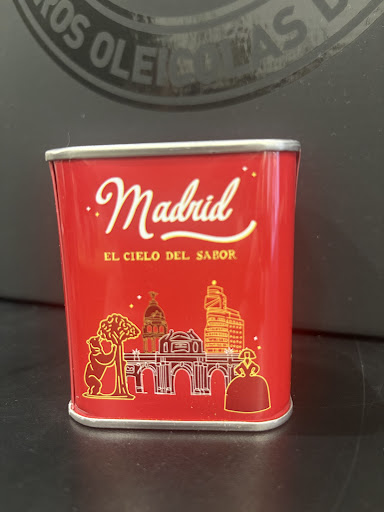 ROS OLEICOLAS D
Madrid
EL CIELO DEL SABOR